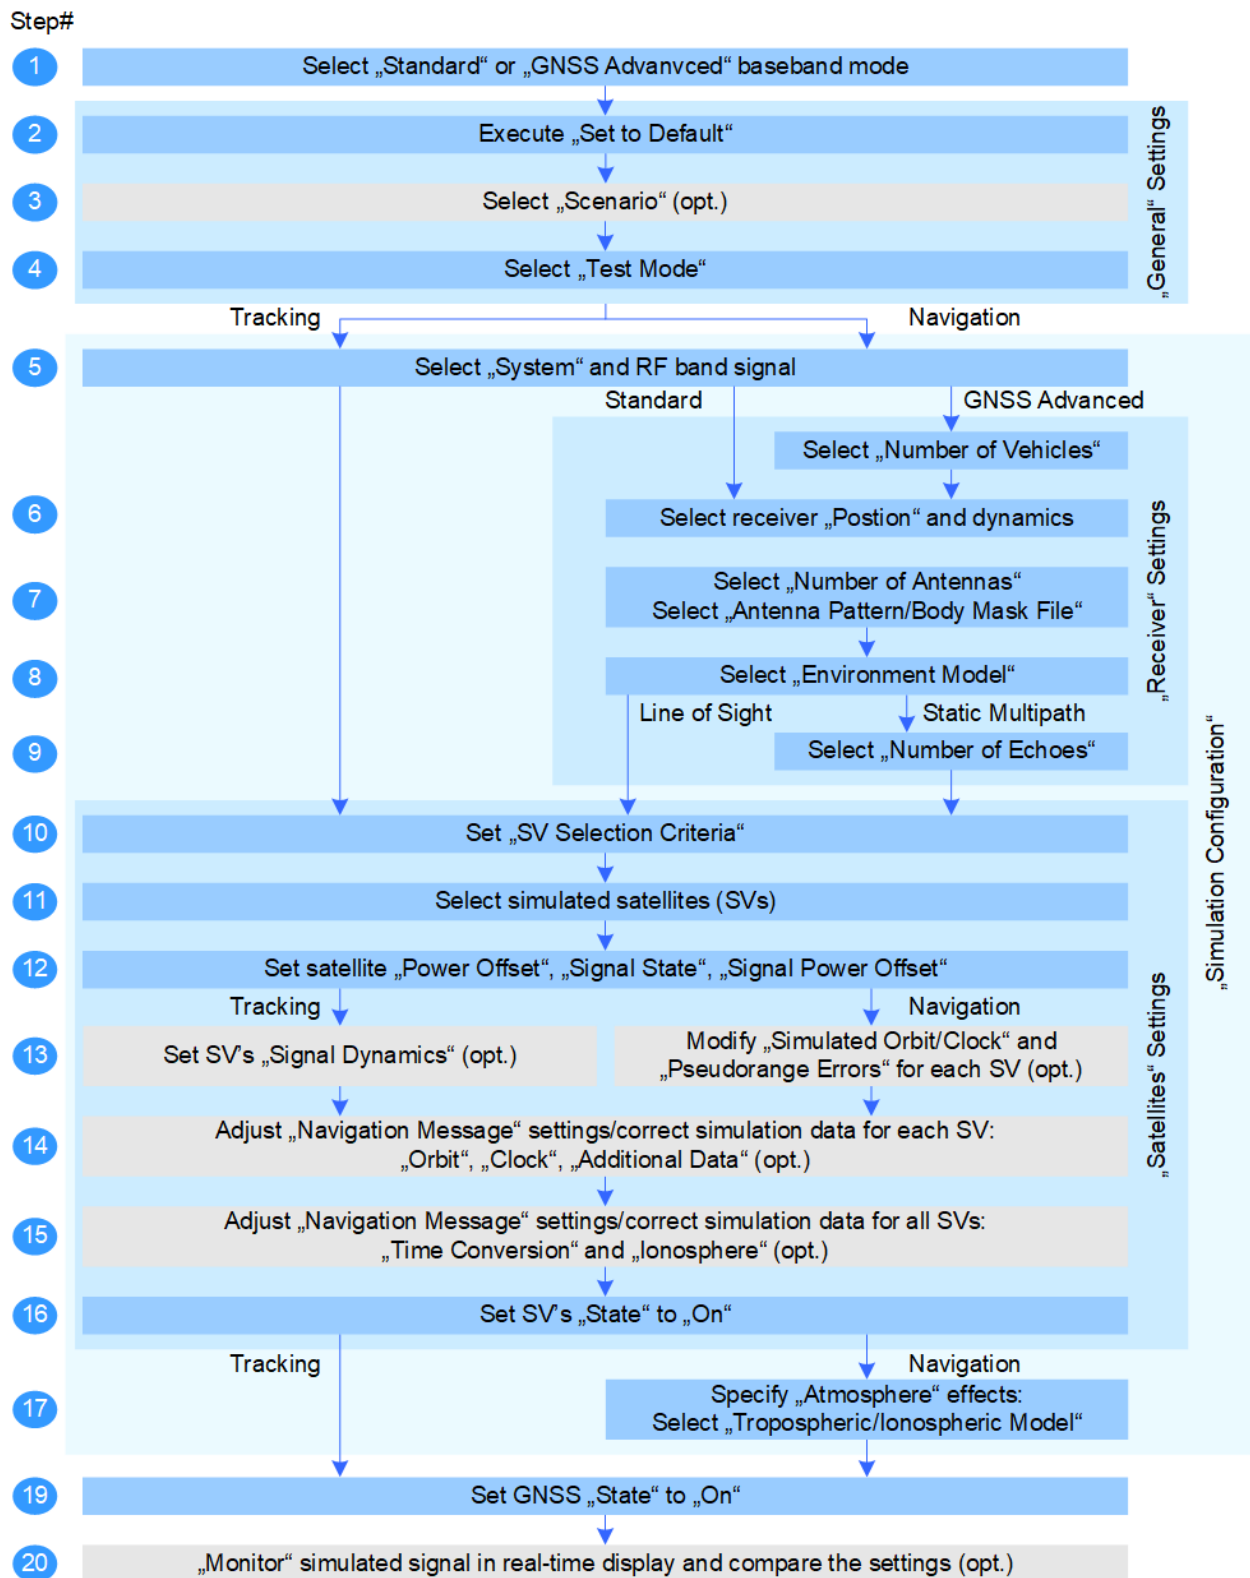 Step#
1
Select „Standard“ or „GNSS Advanvced“ baseband mode
2
Execute „Set to Default“
3
Select „Scenario“ (opt.)
4
Select „Test Mode“
„General“ Settings
Tracking
Navigation
5
Select „System“ and RF band signal
Standard
GNSS Advanced
Select „Number of Vehicles“
6
Select receiver „Postion“ and dynamics
7
Select „Number of Antennas“
Select „Antenna Pattern/Body Mask File“
8
Select „Environment Model“
Line of Sight
Static Multipath
9
Select „Number of Echoes“
„Receiver“ Settings
„Simulation Configuration“
10
Set „SV Selection Criteria“
11
Select simulated satellites (SVs)
12
Set satellite „Power Offset“, „Signal State“, „Signal Power Offset“
Tracking
Navigation
13
Set SV's „Signal Dynamics“ (opt.)
Modify „Simulated Orbit/Clock“ and
„Pseudorange Errors“ for each SV (opt.)
14
Adjust „Navigation Message“ settings/correct simulation data for each SV:
„Orbit“, „Clock“, „Additional Data“ (opt.)
15
Adjust „Navigation Message“ settings/correct simulation data for all SVs:
„Time Conversion“ and „Ionosphere“ (opt.)
16
Set SV's „State“ to „On“
„Satellites“ Settings
Tracking
Navigation
17
Specify „Atmosphere“ effects:
Select „Tropospheric/Ionospheric Model“
19
Set GNSS „State“ to „On“
20
„Monitor“ simulated signal in real-time display and compare the settings (opt.)